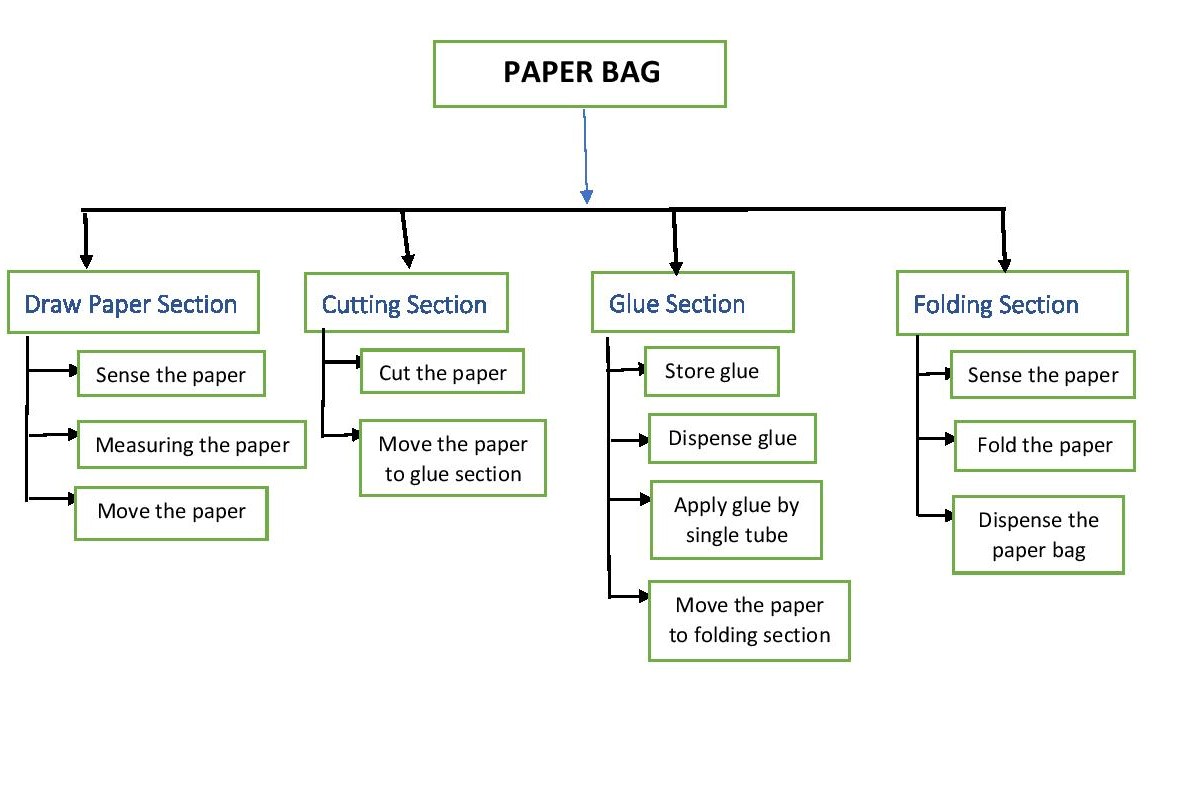 PAPER BAG
Draw Paper Section
Sense the paper
Measuring the paper
Move the paper
Cutting Section
Cut the paper
Move the paper
to glue section
Glue Section
Store glue
Dispense glue
Apply glue by
single tube
Move the paper
to folding section
Folding Section
Sense the paper
Fold the paper
Dispense the
paper bag